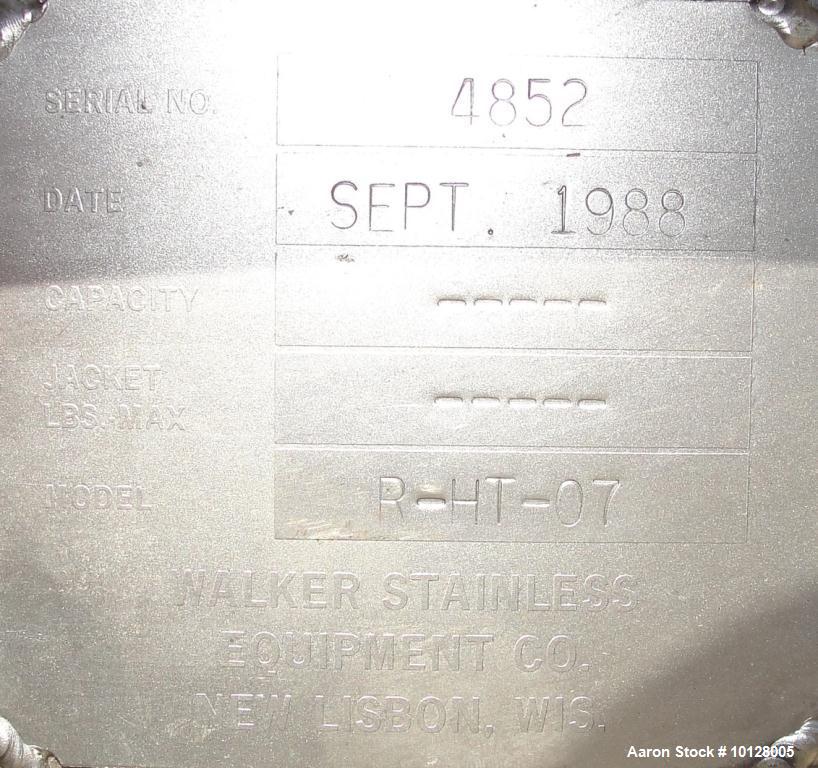 SERIAL NO. 4852
DATE SEPT. 1988
CAPACITY -----
JACKET
LBS. MAX -----
MODEL R-HT-07
WALKER STAINLESS
EQUIPMENT CO.
NEW LISBON, WIS.
Aaron Stock # 10128005